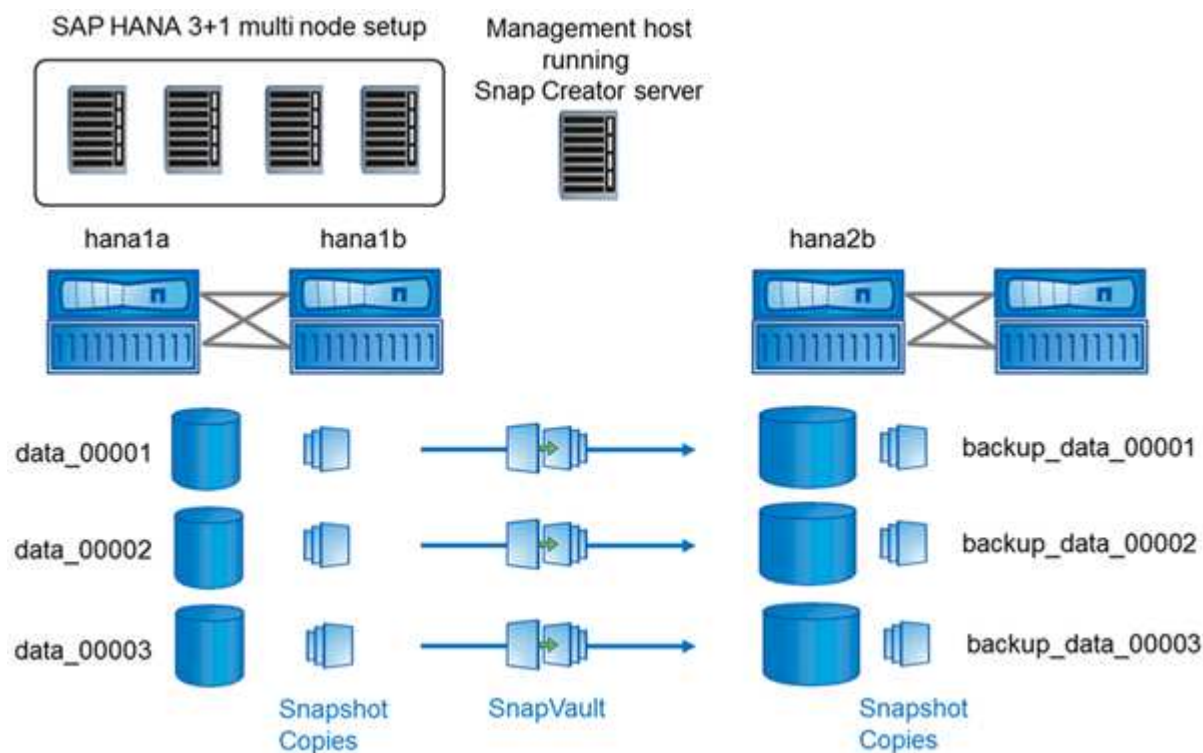 SAP HANA 3+1 multi node setup
Management host
running
Snap Creator server
hana1a
hana1b
hana2b
data_00001
backup_data_00001
data_00002
backup_data_00002
data_00003
backup_data_00003
Snapshot
Copies
SnapVault
Snapshot
Copies